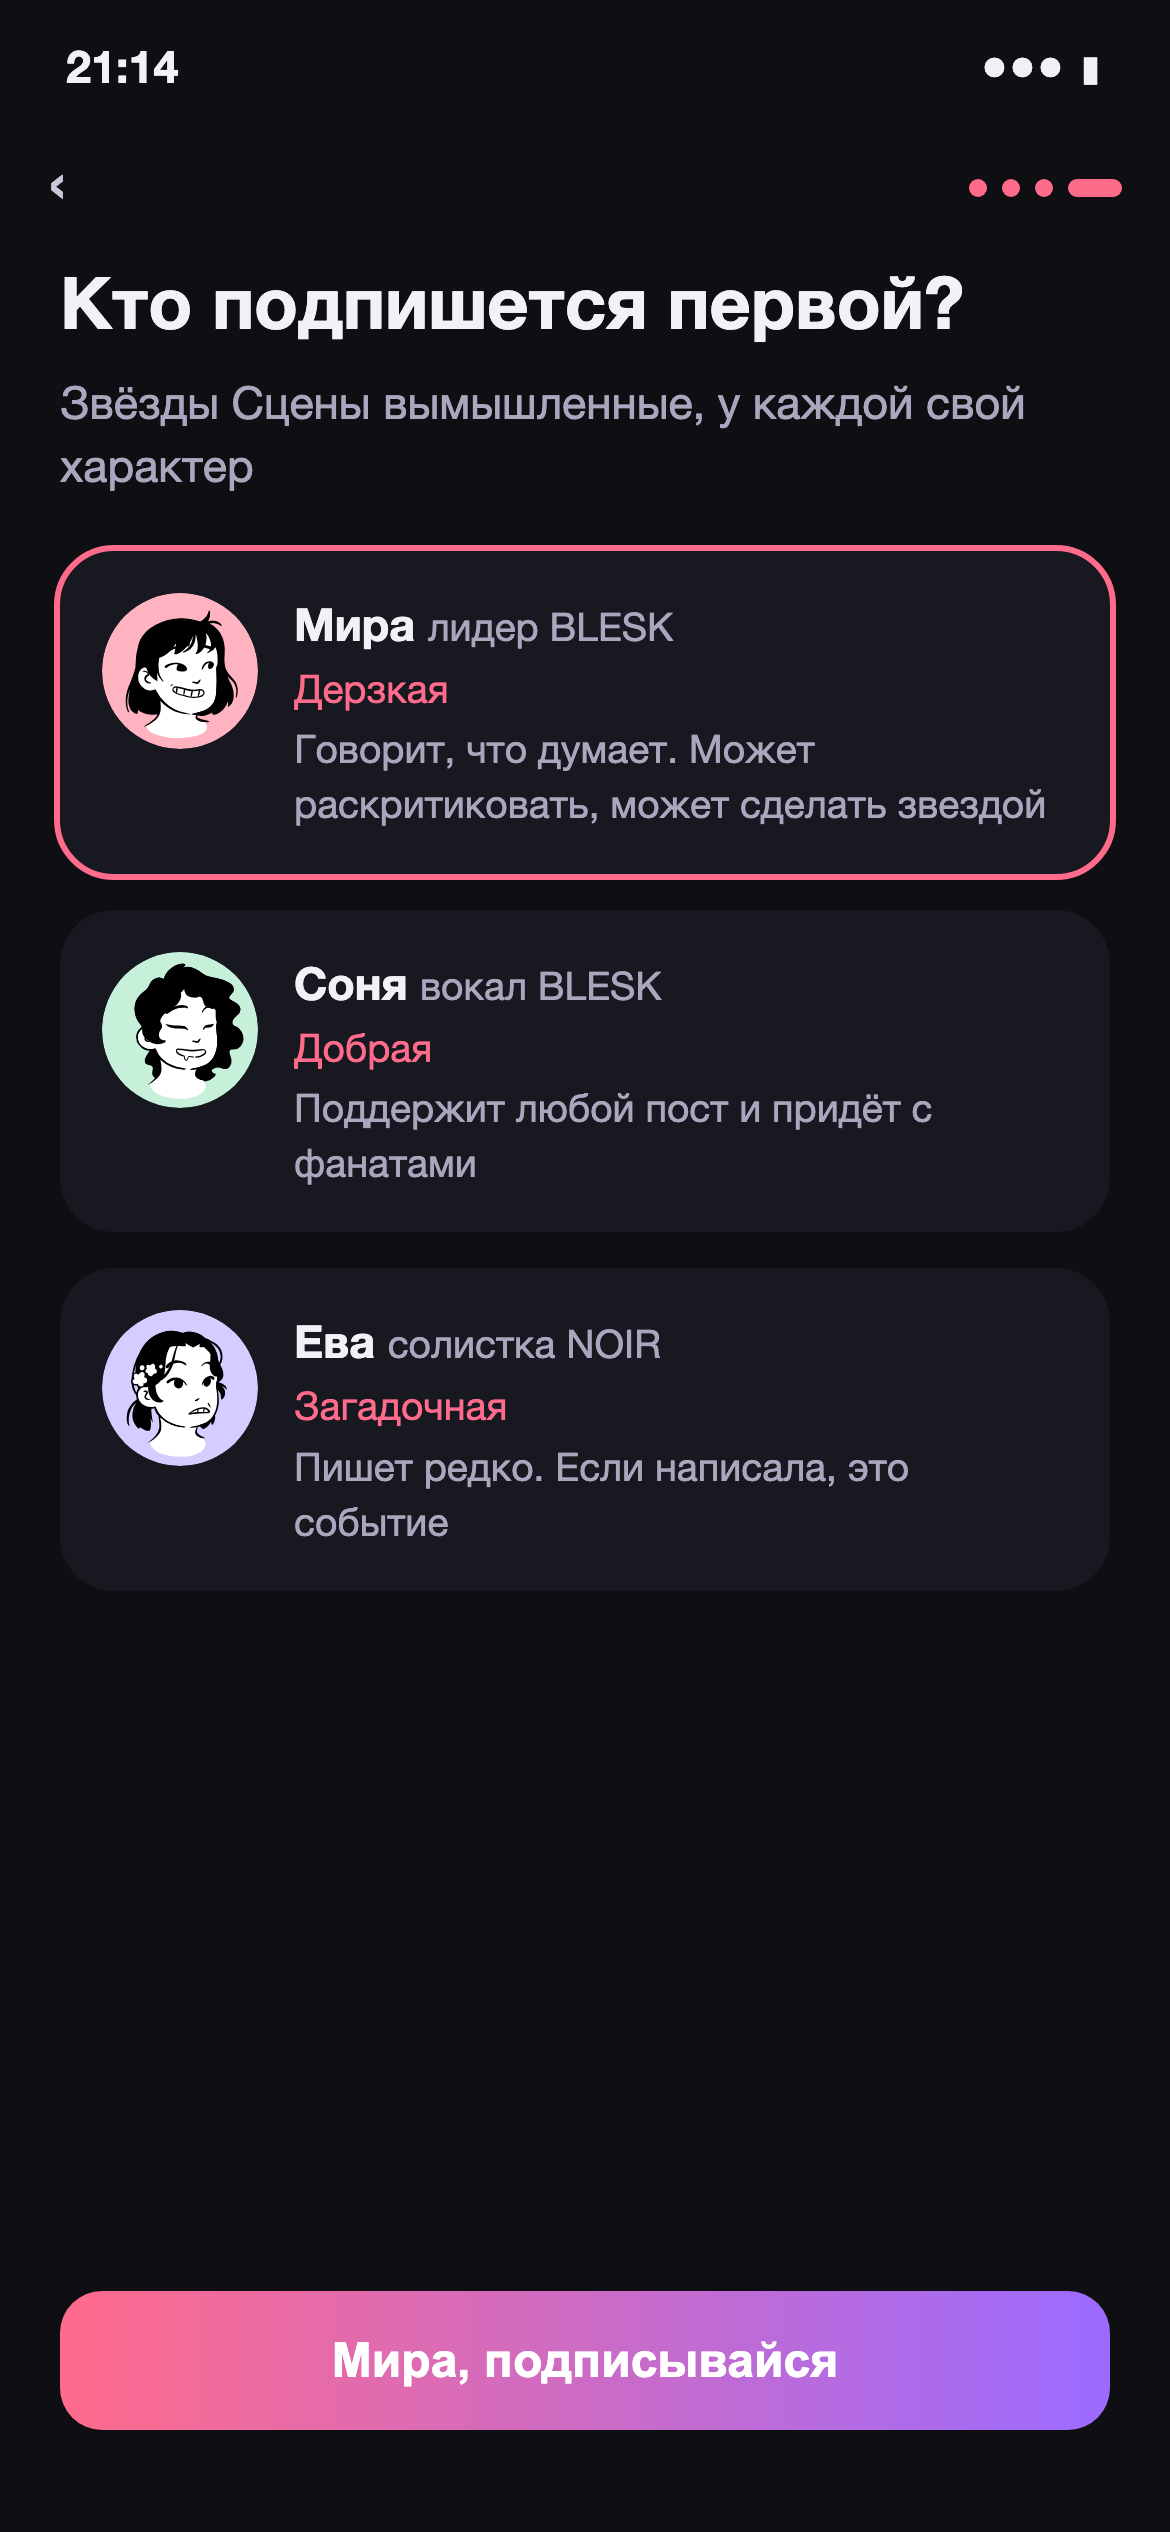 21:14
Кто подпишется первой?
Звёзды Сцены вымышленные, у каждой свой
характер
Мира лидер BLESK
Дерзкая
Говорит, что думает. Может
раскритиковать, может сделать звездой
Соня вокал BLESK
Добрая
Поддержит любой пост и придёт с
фанатами
Ева солистка NOIR
Загадочная
Пишет редко. Если написала, это
событие
Мира, подписывайся